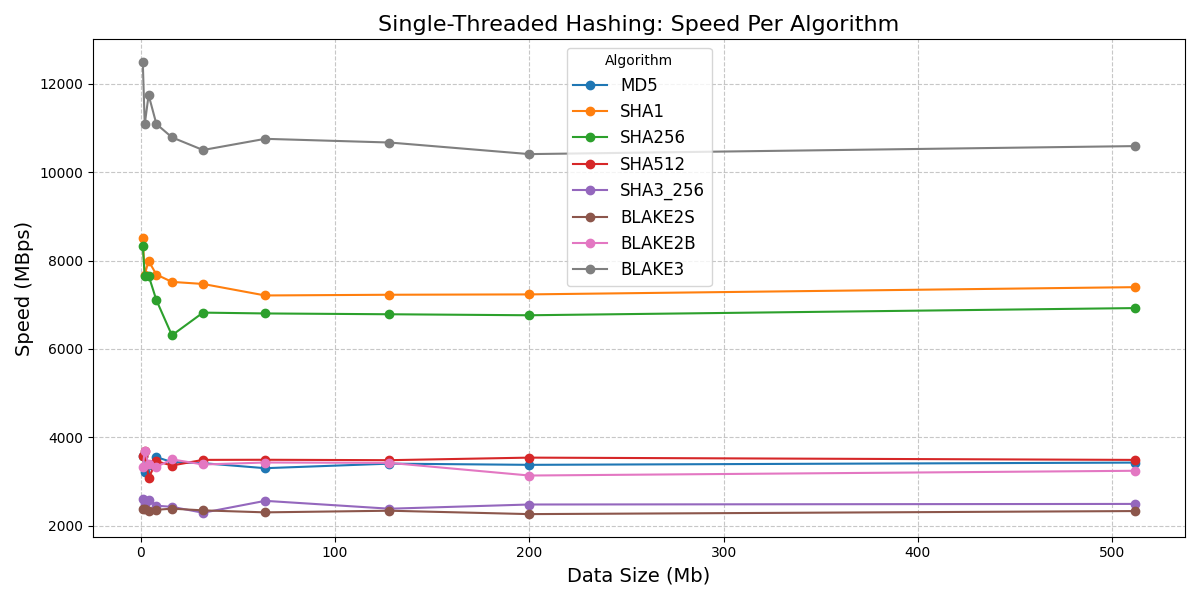 Single-Threaded Hashing: Speed Per Algorithm
Algorithm
MD5
SHA1
SHA256
SHA512
SHA3_256
BLAKE2S
BLAKE2B
BLAKE3
Speed (MBps)
12000
10000
8000
6000
4000
2000
0 100 200 300 400 500
Data Size (Mb)